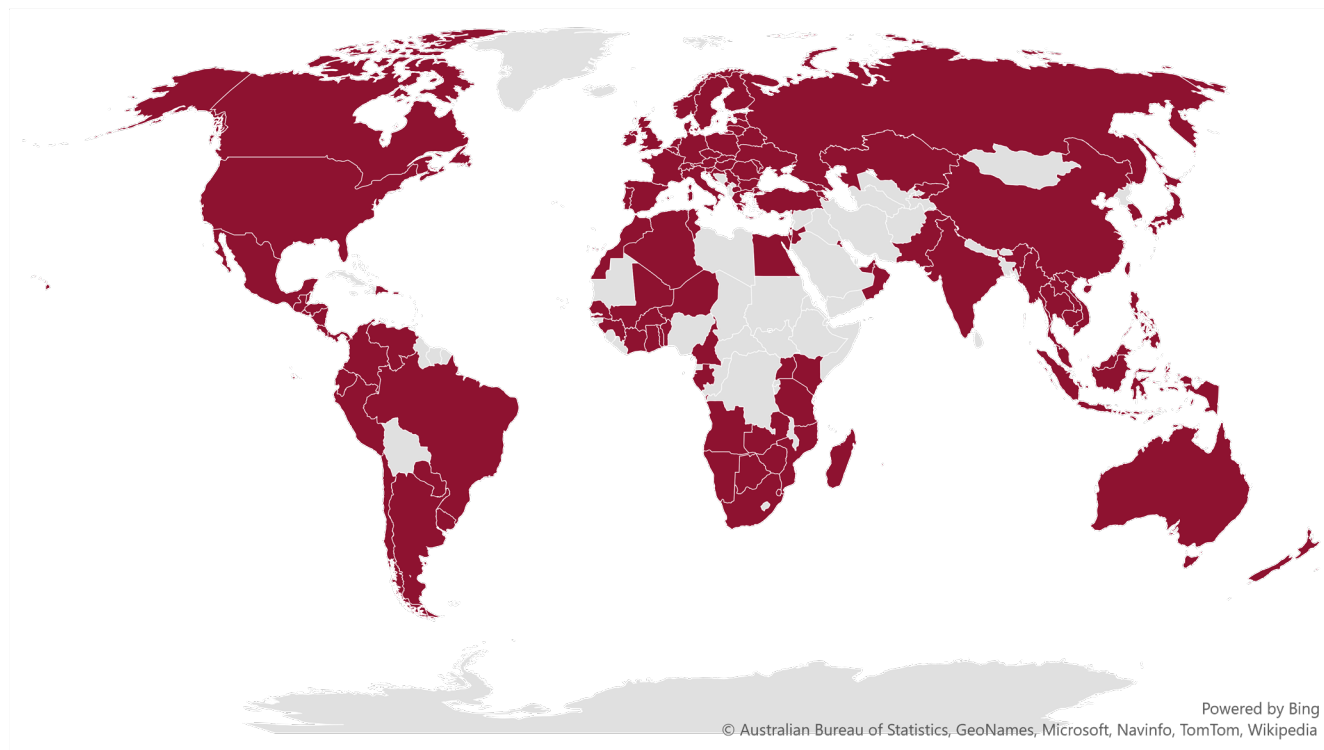 Powered by Bing
© Australian Bureau of Statistics, GeoNames, Microsoft, Navinfo, TomTom, Wikipedia